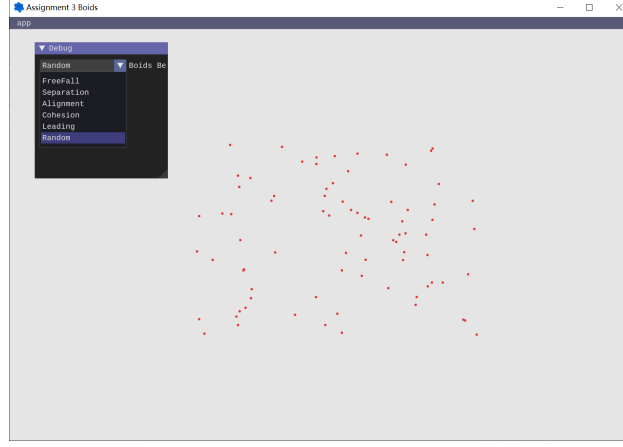 Assignment 3 Boids
app
Debug
Random Boids Be
FreeFall
Separation
Alignment
Cohesion
Leading
Random